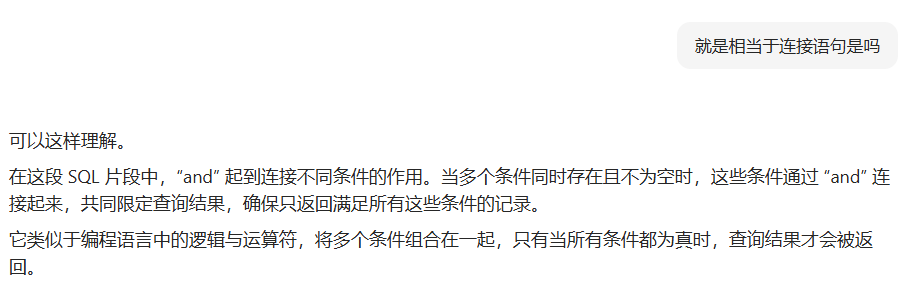 就是相当于连接语句是吗
可以这样理解。
在这段 SQL 片段中，“and” 起到连接不同条件的作用。当多个条件同时存在且不为空时，这些条件通过 “and” 连
接起来，共同限定查询结果，确保只返回满足所有这些条件的记录。
它类似于编程语言中的逻辑与运算符，将多个条件组合在一起，只有当所有条件都为真时，查询结果才会被返
回。